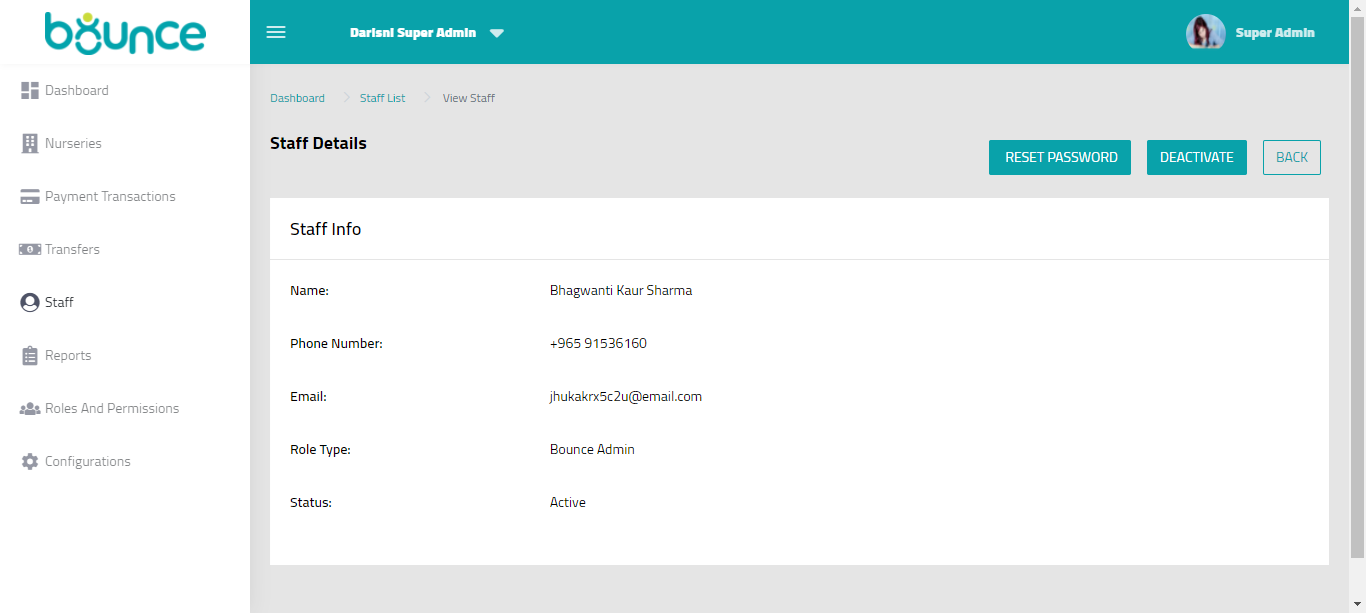 bounce
Darisni Super Admin
Super Admin
Dashboard
Nurseries
Payment Transactions
Transfers
Staff
Reports
Roles And Permissions
Configurations
Dashboard > Staff List > View Staff
Staff Details
RESET PASSWORD DEACTIVATE BACK
Staff Info
Name: Bhagwanti Kaur Sharma
Phone Number: +965 91536160
Email: jhukakrx5c2u@email.com
Role Type: Bounce Admin
Status: Active